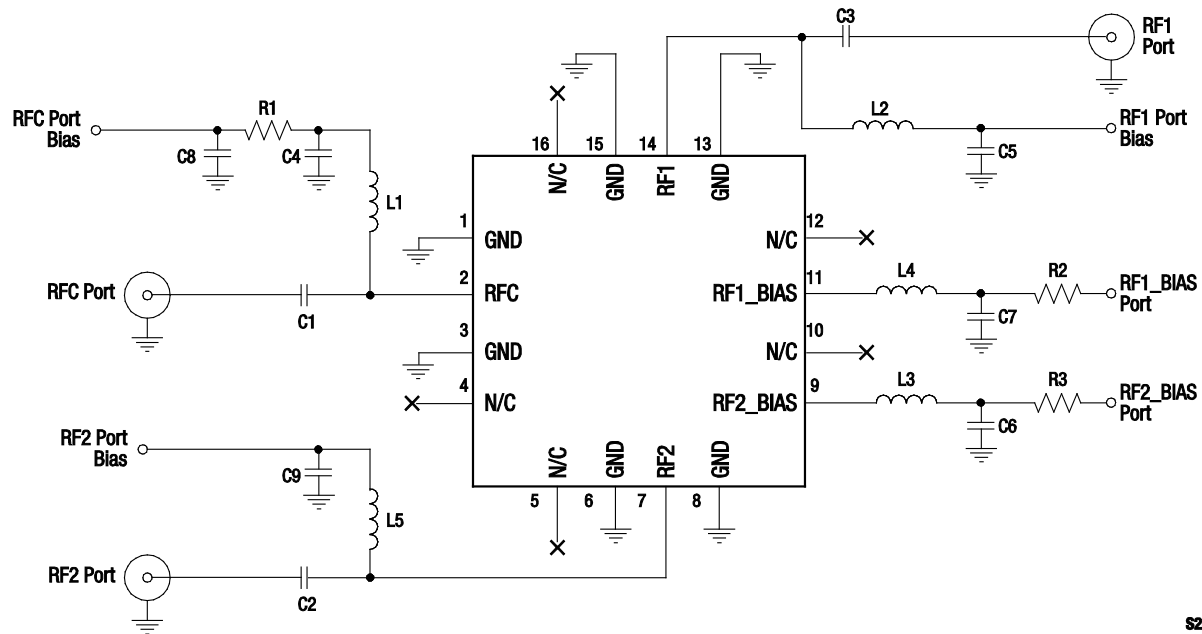 C3
RF1
Port
L2
RF1 Port
Bias
C5
RFC Port
Bias
R1
C8
C4
L1
16
15
14
13
N/C
GND
RF1
GND
1
GND
12
N/C
RFC Port
C1
2
RFC
11
RF1_BIAS
L4
R2
RF1_BIAS
Port
C7
3
GND
10
N/C
4
N/C
9
RF2_BIAS
L3
R3
RF2_BIAS
Port
C6
RF2 Port
Bias
C9
L5
N/C
GND
RF2
GND
5
6
7
8
RF2 Port
C2
S2